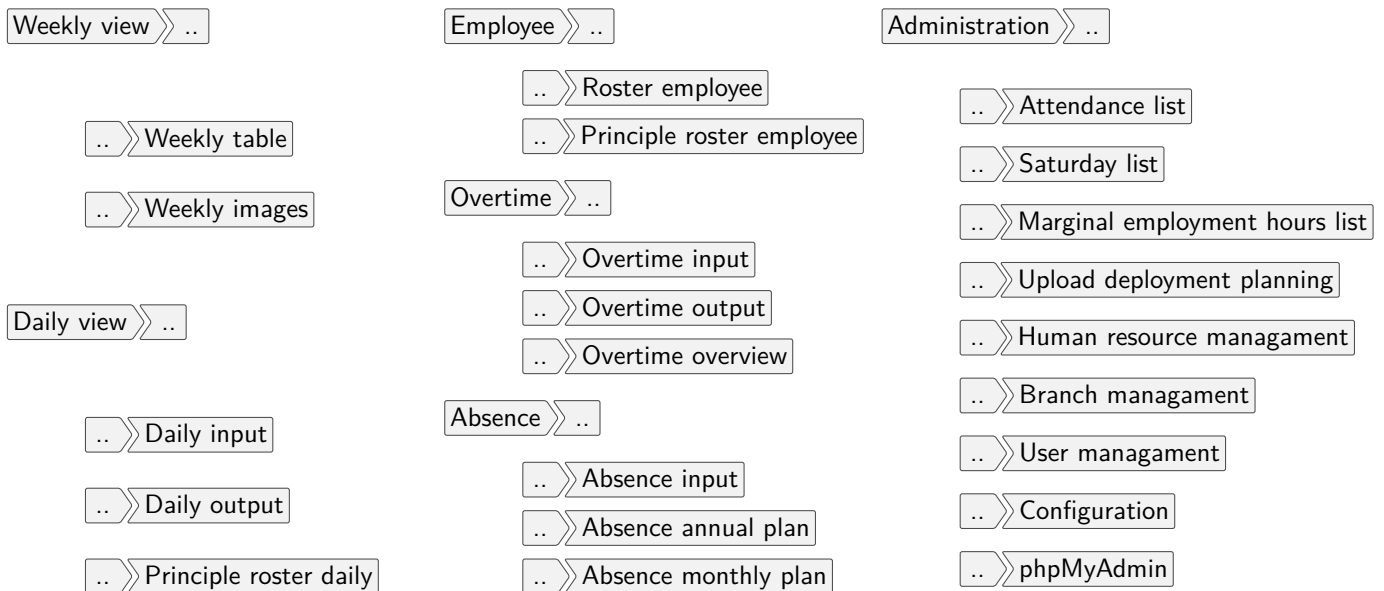 Weekly view ..
.. Weekly table
.. Weekly images
Daily view ..
.. Daily input
.. Daily output
.. Principle roster daily
Employee ..
.. Roster employee
.. Principle roster employee
Overtime ..
.. Overtime input
.. Overtime output
.. Overtime overview
Absence ..
.. Absence input
.. Absence annual plan
.. Absence monthly plan
Administration ..
.. Attendance list
.. Saturday list
.. Marginal employment hours list
.. Upload deployment planning
.. Human resource managament
.. Branch managament
.. User managament
.. Configuration
.. phpMyAdmin